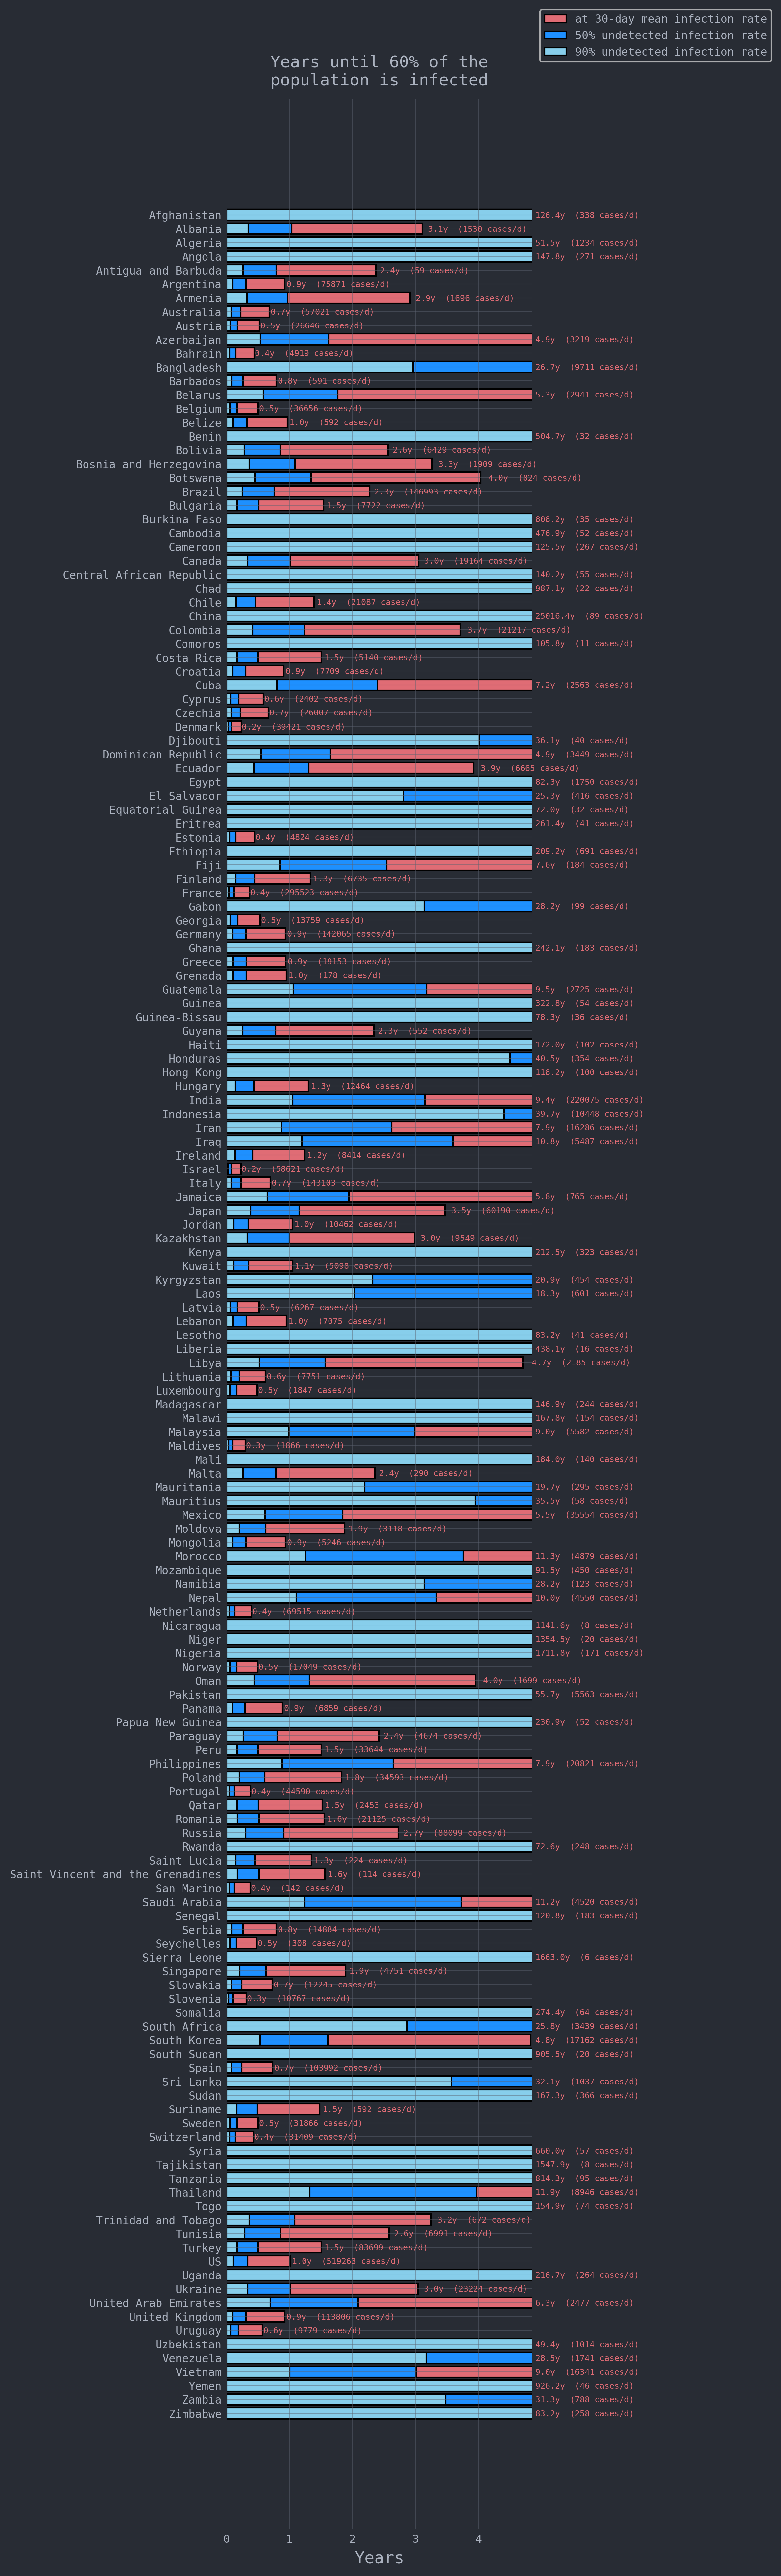 at 30-day mean infection rate
50% undetected infection rate
90% undetected infection rate
Years until 60% of the
population is infected
Afghanistan 126.4y (338 cases/d)
Albania 3.1y (1530 cases/d)
Algeria 51.5y (1234 cases/d)
Angola 147.8y (271 cases/d)
Antigua and Barbuda 2.4y (59 cases/d)
Argentina 0.9y (75871 cases/d)
Armenia 2.9y (1696 cases/d)
Australia 0.7y (57021 cases/d)
Austria 0.5y (26646 cases/d)
Azerbaijan 4.9y (3219 cases/d)
Bahrain 0.4y (4919 cases/d)
Bangladesh 26.7y (9711 cases/d)
Barbados 0.8y (591 cases/d)
Belarus 5.3y (2941 cases/d)
Belgium 0.5y (36656 cases/d)
Belize 1.0y (592 cases/d)
Benin 504.7y (32 cases/d)
Bolivia 2.6y (6429 cases/d)
Bosnia and Herzegovina 3.3y (1909 cases/d)
Botswana 4.0y (824 cases/d)
Brazil 2.3y (146993 cases/d)
Bulgaria 1.5y (7722 cases/d)
Burkina Faso 808.2y (35 cases/d)
Cambodia 476.9y (52 cases/d)
Cameroon 125.5y (267 cases/d)
Canada 3.0y (19164 cases/d)
Central African Republic 140.2y (55 cases/d)
Chad 987.1y (22 cases/d)
Chile 1.4y (21087 cases/d)
China 25016.4y (89 cases/d)
Colombia 3.7y (21217 cases/d)
Comoros 105.8y (11 cases/d)
Costa Rica 1.5y (5140 cases/d)
Croatia 0.9y (7709 cases/d)
Cuba 7.2y (2563 cases/d)
Cyprus 0.6y (2402 cases/d)
Czechia 0.7y (26007 cases/d)
Denmark 0.2y (39421 cases/d)
Djibouti 36.1y (40 cases/d)
Dominican Republic 4.9y (3449 cases/d)
Ecuador 3.9y (6665 cases/d)
Egypt 82.3y (1750 cases/d)
El Salvador 25.3y (416 cases/d)
Equatorial Guinea 72.0y (32 cases/d)
Eritrea 261.4y (41 cases/d)
Estonia 0.4y (4824 cases/d)
Ethiopia 209.2y (691 cases/d)
Fiji 7.6y (184 cases/d)
Finland 1.3y (6735 cases/d)
France 0.4y (295523 cases/d)
Gabon 28.2y (99 cases/d)
Georgia 0.5y (13759 cases/d)
Germany 0.9y (142065 cases/d)
Ghana 242.1y (183 cases/d)
Greece 0.9y (19153 cases/d)
Grenada 1.0y (178 cases/d)
Guatemala 9.5y (2725 cases/d)
Guinea 322.8y (54 cases/d)
Guinea-Bissau 78.3y (36 cases/d)
Guyana 2.3y (552 cases/d)
Haiti 172.0y (102 cases/d)
Honduras 40.5y (354 cases/d)
Hong Kong 118.2y (100 cases/d)
Hungary 1.3y (12464 cases/d)
India 9.4y (220075 cases/d)
Indonesia 39.7y (10448 cases/d)
Iran 7.9y (16286 cases/d)
Iraq 10.8y (5487 cases/d)
Ireland 1.2y (8414 cases/d)
Israel 0.2y (58621 cases/d)
Italy 0.7y (143103 cases/d)
Jamaica 5.8y (765 cases/d)
Japan 3.5y (60190 cases/d)
Jordan 1.0y (10462 cases/d)
Kazakhstan 3.0y (9549 cases/d)
Kenya 212.5y (323 cases/d)
Kuwait 1.1y (5098 cases/d)
Kyrgyzstan 20.9y (454 cases/d)
Laos 18.3y (601 cases/d)
Latvia 0.5y (6267 cases/d)
Lebanon 1.0y (7075 cases/d)
Lesotho 83.2y (41 cases/d)
Liberia 438.1y (16 cases/d)
Libya 4.7y (2185 cases/d)
Lithuania 0.6y (7751 cases/d)
Luxembourg 0.5y (1847 cases/d)
Madagascar 146.9y (244 cases/d)
Malawi 167.8y (154 cases/d)
Malaysia 9.0y (5582 cases/d)
Maldives 0.3y (1866 cases/d)
Mali 184.0y (140 cases/d)
Malta 2.4y (290 cases/d)
Mauritania 19.7y (295 cases/d)
Mauritius 35.5y (58 cases/d)
Mexico 5.5y (35554 cases/d)
Moldova 1.9y (3118 cases/d)
Mongolia 0.9y (5246 cases/d)
Morocco 11.3y (4879 cases/d)
Mozambique 91.5y (450 cases/d)
Namibia 28.2y (123 cases/d)
Nepal 10.0y (4550 cases/d)
Netherlands 0.4y (69515 cases/d)
Nicaragua 1141.6y (8 cases/d)
Niger 1354.5y (20 cases/d)
Nigeria 1711.8y (171 cases/d)
Norway 0.5y (17049 cases/d)
Oman 4.0y (1699 cases/d)
Pakistan 55.7y (5563 cases/d)
Panama 0.9y (6859 cases/d)
Papua New Guinea 230.9y (52 cases/d)
Paraguay 2.4y (4674 cases/d)
Peru 1.5y (33644 cases/d)
Philippines 7.9y (20821 cases/d)
Poland 1.8y (34593 cases/d)
Portugal 0.4y (44590 cases/d)
Qatar 1.5y (2453 cases/d)
Romania 1.6y (21125 cases/d)
Russia 2.7y (88099 cases/d)
Rwanda 72.6y (248 cases/d)
Saint Lucia 1.3y (224 cases/d)
Saint Vincent and the Grenadines 1.6y (114 cases/d)
San Marino 0.4y (142 cases/d)
Saudi Arabia 11.2y (4520 cases/d)
Senegal 120.8y (183 cases/d)
Serbia 0.8y (14884 cases/d)
Seychelles 0.5y (308 cases/d)
Sierra Leone 1663.0y (6 cases/d)
Singapore 1.9y (4751 cases/d)
Slovakia 0.7y (12245 cases/d)
Slovenia 0.3y (10767 cases/d)
Somalia 274.4y (64 cases/d)
South Africa 25.8y (3439 cases/d)
South Korea 4.8y (17162 cases/d)
South Sudan 905.5y (20 cases/d)
Spain 0.7y (103992 cases/d)
Sri Lanka 32.1y (1037 cases/d)
Sudan 167.3y (366 cases/d)
Suriname 1.5y (592 cases/d)
Sweden 0.5y (31866 cases/d)
Switzerland 0.4y (31409 cases/d)
Syria 660.0y (57 cases/d)
Tajikistan 1547.9y (8 cases/d)
Tanzania 814.3y (95 cases/d)
Thailand 11.9y (8946 cases/d)
Togo 154.9y (74 cases/d)
Trinidad and Tobago 3.2y (672 cases/d)
Tunisia 2.6y (6991 cases/d)
Turkey 1.5y (83699 cases/d)
US 1.0y (519263 cases/d)
Uganda 216.7y (264 cases/d)
Ukraine 3.0y (23224 cases/d)
United Arab Emirates 6.3y (2477 cases/d)
United Kingdom 0.9y (113806 cases/d)
Uruguay 0.6y (9779 cases/d)
Uzbekistan 49.4y (1014 cases/d)
Venezuela 28.5y (1741 cases/d)
Vietnam 9.0y (16341 cases/d)
Yemen 926.2y (46 cases/d)
Zambia 31.3y (788 cases/d)
Zimbabwe 83.2y (258 cases/d)
0 1 2 3 4
Years